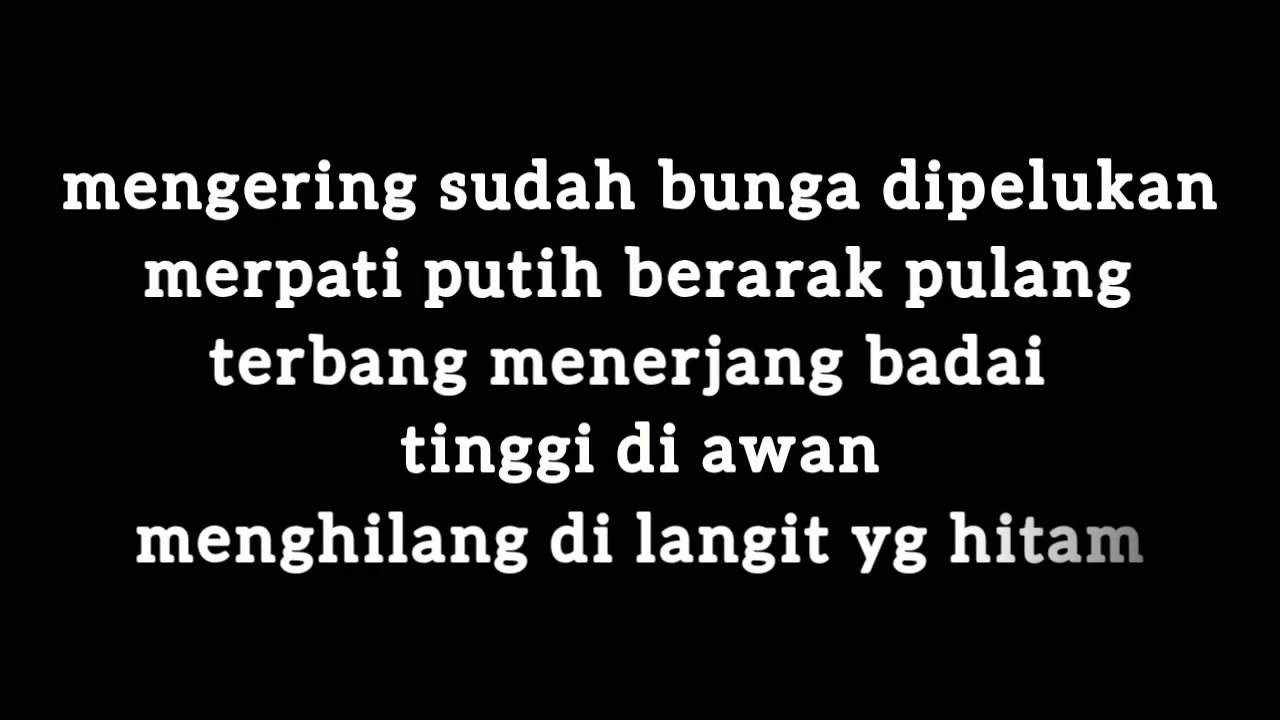 mengering sudah bunga dipelukan
merpati putih berarak pulang
terbang menerjang badai
tinggi di awan
menghilang di langit yg hitam